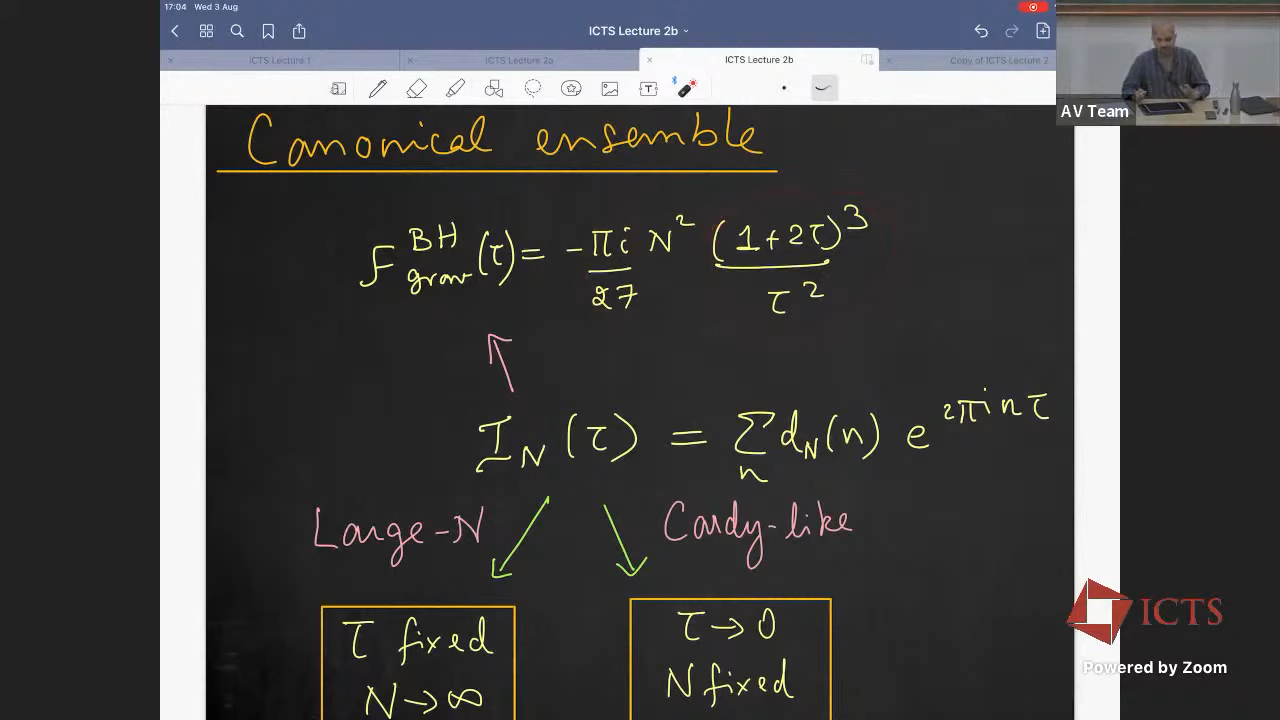 17:04 Wed 3 Aug
ICTS Lecture 2b
ICTS Lecture 1
ICTS Lecture 2a
ICTS Lecture 2b
Copy of ICTS Lecture 2
AV Team
Canonical ensemble
F^{BH}_{grav}(τ) = -πi/27 N² (1+2τ)³/τ²
I_N(τ) = Σ_n d_N(n) e^{2πinτ}
Large-N
Cardy-like
τ fixed
N→∞
τ→0
N fixed
ICTS
Powered by Zoom